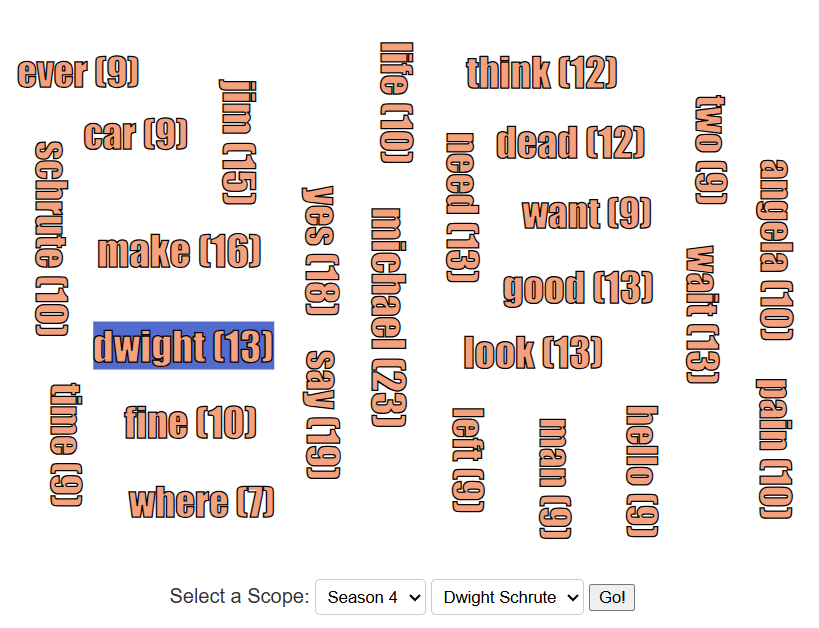 ever (9)
jim (15)
life (10)
think (12)
car (9)
two (9)
dead (12)
schrute (10)
need (13)
angela (10)
yes (18)
michael (23)
want (9)
make (16)
wait (13)
good (13)
dwight (13)
look (13)
say (19)
time (9)
fine (10)
left (9)
man (9)
hello (9)
pain (10)
where (7)
Select a Scope: Season 4 Dwight Schrute Go!